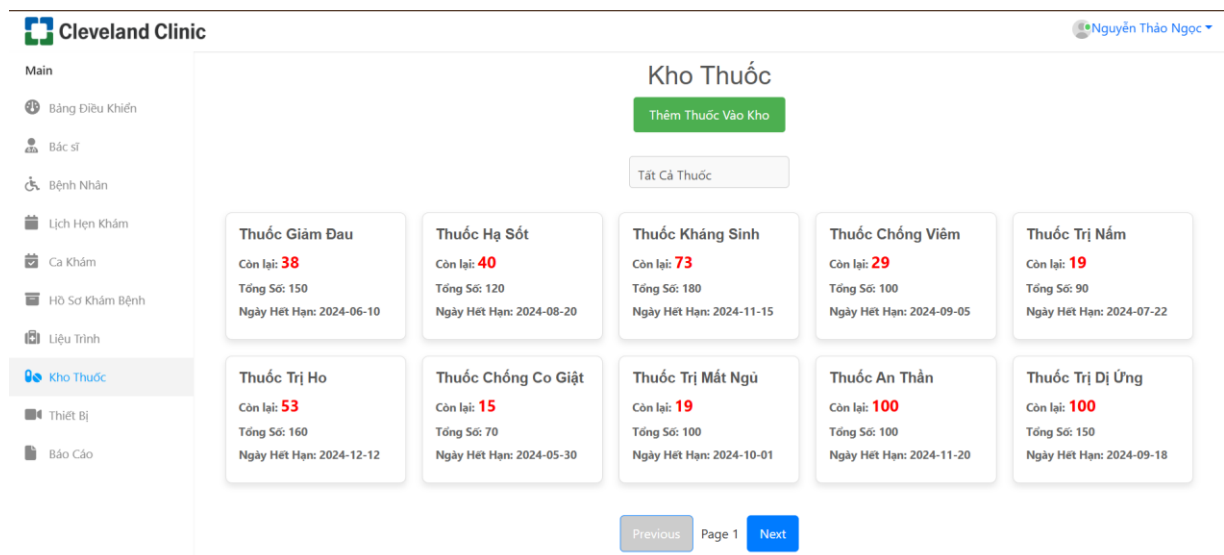 Cleveland Clinic
Nguyễn Thảo Ngọc
Main
Bảng Điều Khiển
Bác sĩ
Bệnh Nhân
Lịch Hẹn Khám
Ca Khám
Hồ Sơ Khám Bệnh
Liệu Trình
Kho Thuốc
Thiết Bị
Báo Cáo
Kho Thuốc
Thêm Thuốc Vào Kho
Tất Cả Thuốc
Thuốc Giảm Đau
Còn lại: 38
Tổng Số: 150
Ngày Hết Hạn: 2024-06-10
Thuốc Hạ Sốt
Còn lại: 40
Tổng Số: 120
Ngày Hết Hạn: 2024-08-20
Thuốc Kháng Sinh
Còn lại: 73
Tổng Số: 180
Ngày Hết Hạn: 2024-11-15
Thuốc Chống Viêm
Còn lại: 29
Tổng Số: 100
Ngày Hết Hạn: 2024-09-05
Thuốc Trị Nấm
Còn lại: 19
Tổng Số: 90
Ngày Hết Hạn: 2024-07-22
Thuốc Trị Ho
Còn lại: 53
Tổng Số: 160
Ngày Hết Hạn: 2024-12-12
Thuốc Chống Co Giật
Còn lại: 15
Tổng Số: 70
Ngày Hết Hạn: 2024-05-30
Thuốc Trị Mất Ngủ
Còn lại: 19
Tổng Số: 100
Ngày Hết Hạn: 2024-10-01
Thuốc An Thần
Còn lại: 100
Tổng Số: 100
Ngày Hết Hạn: 2024-11-20
Thuốc Trị Dị Ứng
Còn lại: 100
Tổng Số: 150
Ngày Hết Hạn: 2024-09-18
Previous Page 1 Next